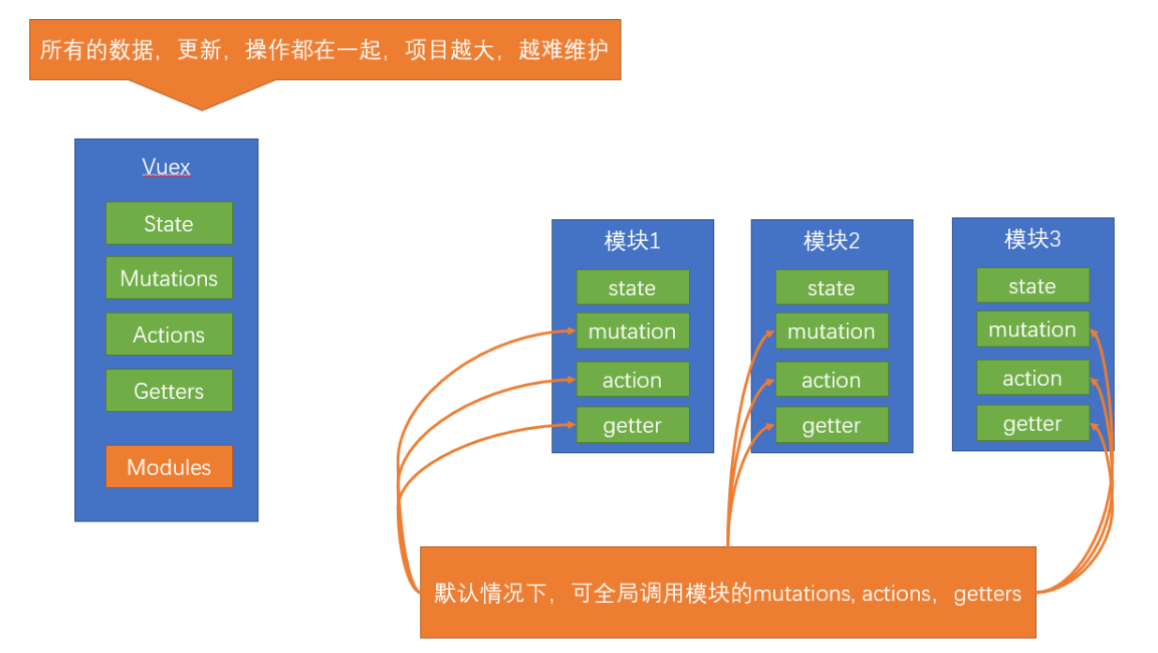 所有的数据，更新，操作都在一起，项目越大，越难维护
Vuex
State
Mutations
Actions
Getters
Modules
模块1
state
mutation
action
getter
模块2
state
mutation
action
getter
模块3
state
mutation
action
getter
默认情况下，可全局调用模块的mutations, actions，getters